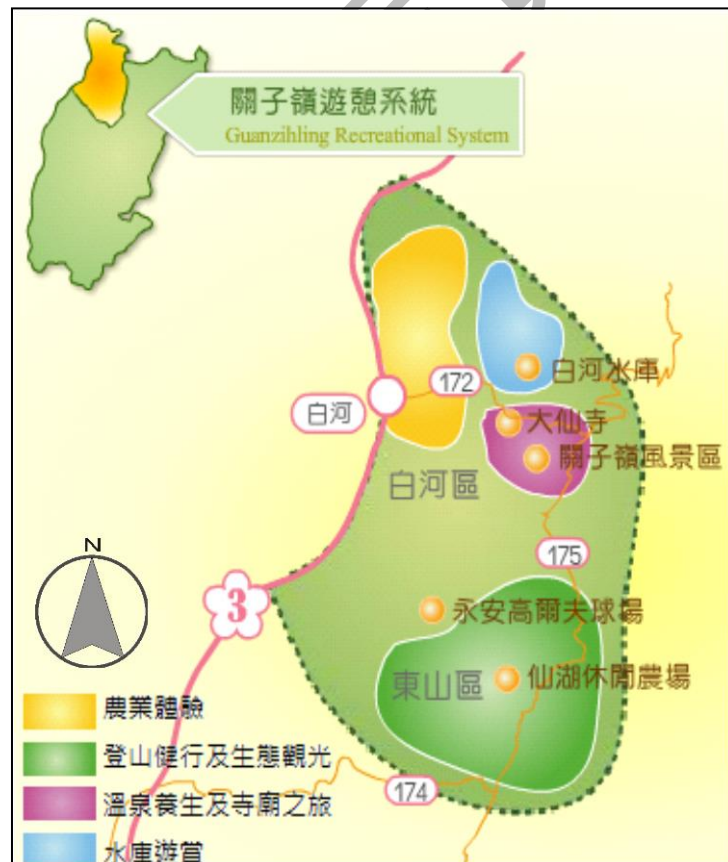 關子嶺遊憩系統
Guanzihling Recreational System
白河水庫
172
白河
大仙寺
關子嶺風景區
白河區
175
N
3
永安高爾夫球場
東山區
仙湖休閒農場
農業體驗
登山健行及生態觀光
174
溫泉養生及寺廟之旅
水庫遊賞